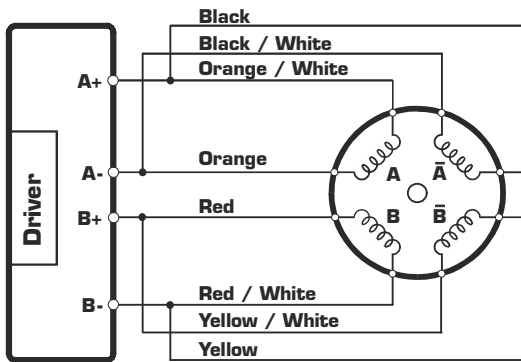 Black
Black / White
Orange / White
A+
Orange
A-
A
Ā
Driver
B+
Red
B
B̄
B-
Red / White
Yellow / White
Yellow